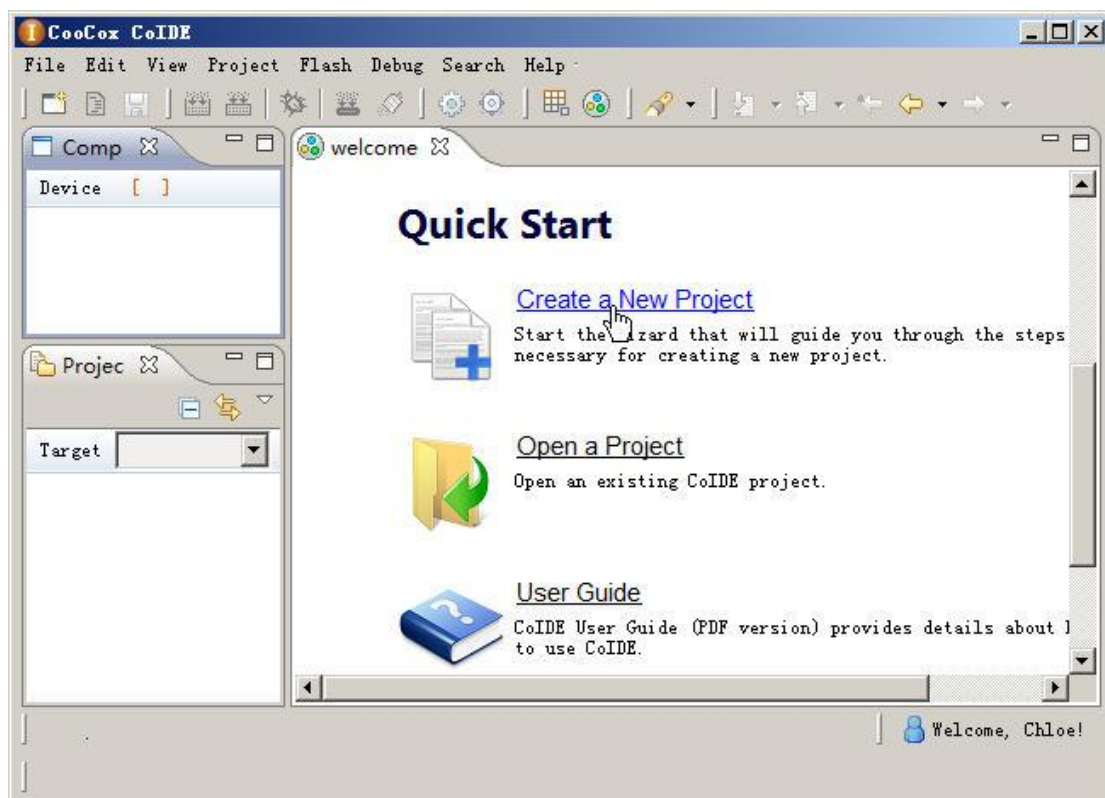 CooCox CoIDE
File Edit View Project Flash Debug Search Help
Comp
Device [ ]
welcome
Quick Start
Create a New Project
Start the zard that will guide you through the steps
necessary for creating a new project.
Projec
Target
Open a Project
Open an existing CoIDE project.
User Guide
CoIDE User Guide (PDF version) provides details about
to use CoIDE.
Welcome, Chloe!